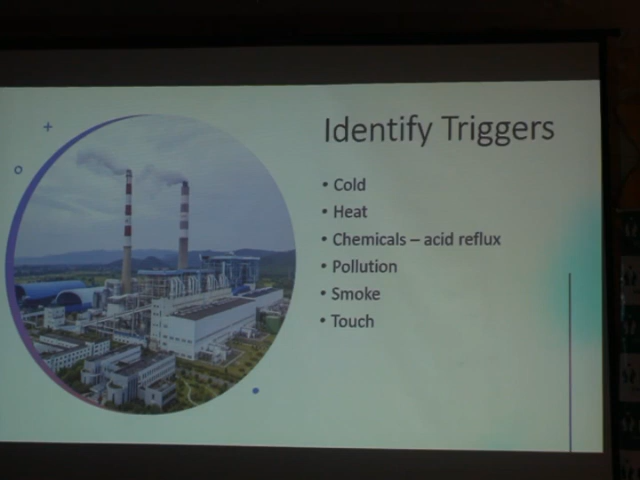 Identify Triggers
• Cold
• Heat
• Chemicals – acid reflux
• Pollution
• Smoke
• Touch